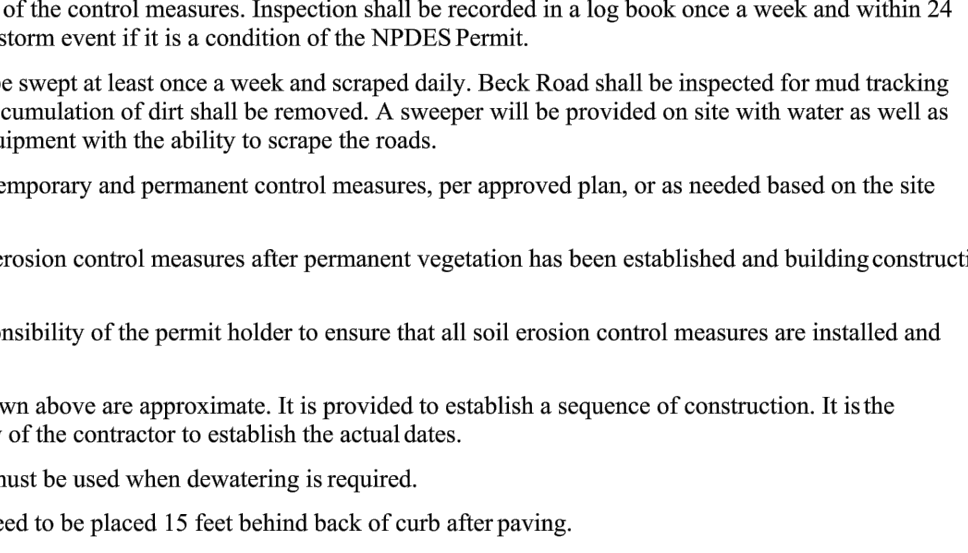 of the control measures. Inspection shall be recorded in a log book once a week and within 24
storm event if it is a condition of the NPDES Permit.
swept at least once a week and scraped daily. Beck Road shall be inspected for mud tracking
cumulation of dirt shall be removed. A sweeper will be provided on site with water as well as
uipment with the ability to scrape the roads.
emporary and permanent control measures, per approved plan, or as needed based on the site
erosion control measures after permanent vegetation has been established and building constructi
nsibility of the permit holder to ensure that all soil erosion control measures are installed and
wn above are approximate. It is provided to establish a sequence of construction. It is the
of the contractor to establish the actual dates.
must be used when dewatering is required.
eed to be placed 15 feet behind back of curb after paving.